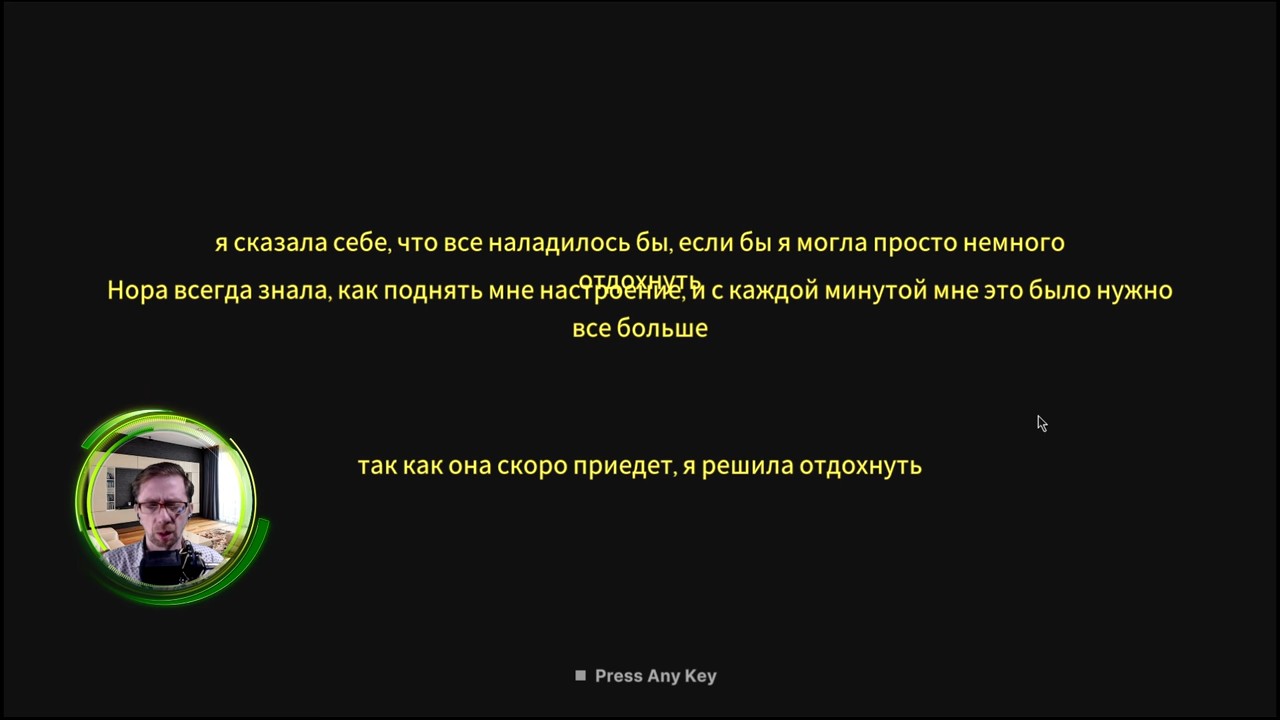 я сказала себе, что все наладилось бы, если бы я могла просто немного
отдохнуть
Нора всегда знала, как поднять мне настроение, и с каждой минутой мне это было нужно
все больше
так как она скоро приедет, я решила отдохнуть
Press Any Key